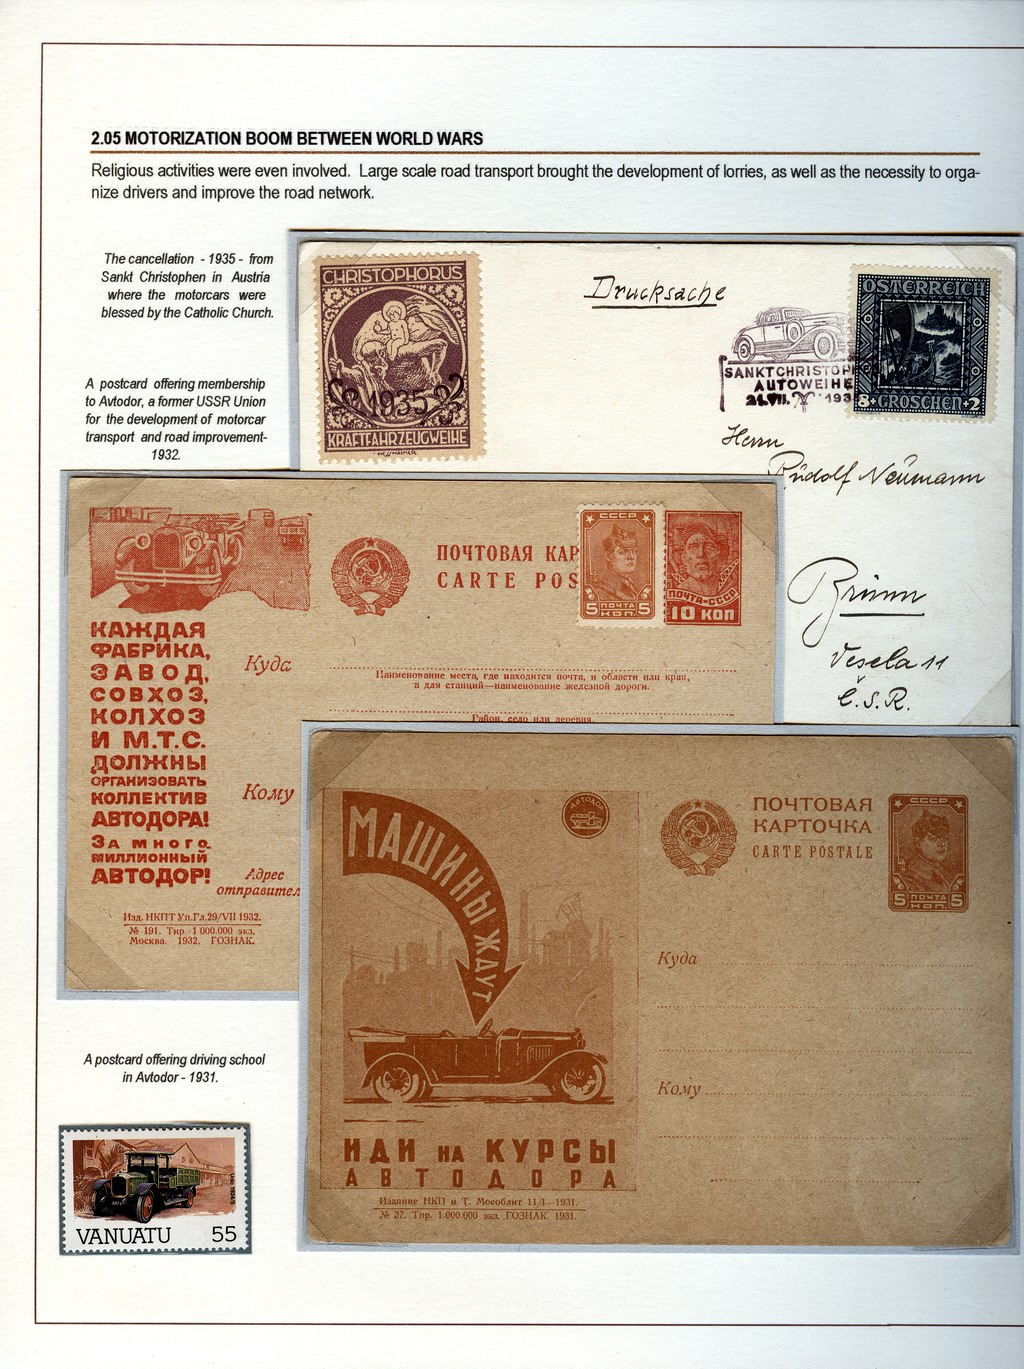 2.05 MOTORIZATION BOOM BETWEEN WORLD WARS
Religious activities were even involved. Large scale road transport brought the development of lorries, as well as the necessity to orga-
nize drivers and improve the road network.
The cancellation - 1935 - from
Sankt Christophen in Austria
where the motorcars were
blessed by the Catholic Church.
A postcard offering membership
to Avtodor, a former USSR Union
for the development of motorcar
transport and road improvement-
1932.
CHRISTOPHORUS
1935
KRAFTFAHRZEUGWEIHE
Drucksache
SANKT CHRISTOPHE
AUTOWEIHE
21.VII. 193
ÖSTERREICH
8+GROSCHEN+2
Herrn
Rudolf Neumann
Brünn
Vesela 11
Č.S.R.
ПОЧТОВАЯ КАР
CARTE POS
СССР
5 ПОЧТА 5
КОП.
ПОЧТА-СССР
10 КОП
КАЖДАЯ
ФАБРИКА,
ЗАВОД,
СОВХОЗ,
КОЛХОЗ
И М.Т.С.
ДОЛЖНЫ
ОРГАНИЗОВАТЬ
КОЛЛЕКТИВ
АВТОДОРА!
За много
миллионный
АВТОДОР!
Куда
Наименование места, где находится почта, и области или края,
а для станций—наименование железной дороги.
Район, село или деревня.
Кому
Адрес
отправител
Изд. НКПТ Уп.Гл.29/VII 1932.
№ 191. Тир. 1 000.000 экз.
Москва. 1932. ГОЗНАК.
МАШИНЫ ЖДУТ
АВТОДОР
ПОЧТОВАЯ
КАРТОЧКА
CARTE POSTALE
СССР
5 ПОЧТА 5
КОП.
Куда
Кому
ИДИ НА КУРСЫ
АВТОДОРА
Издание НКП и Т. Мособлит 11/I—1931.
№ 27. Тир. 1.000.000 экз. ГОЗНАК. 1931
A postcard offering driving school
in Avtodor - 1931.
VANUATU 55